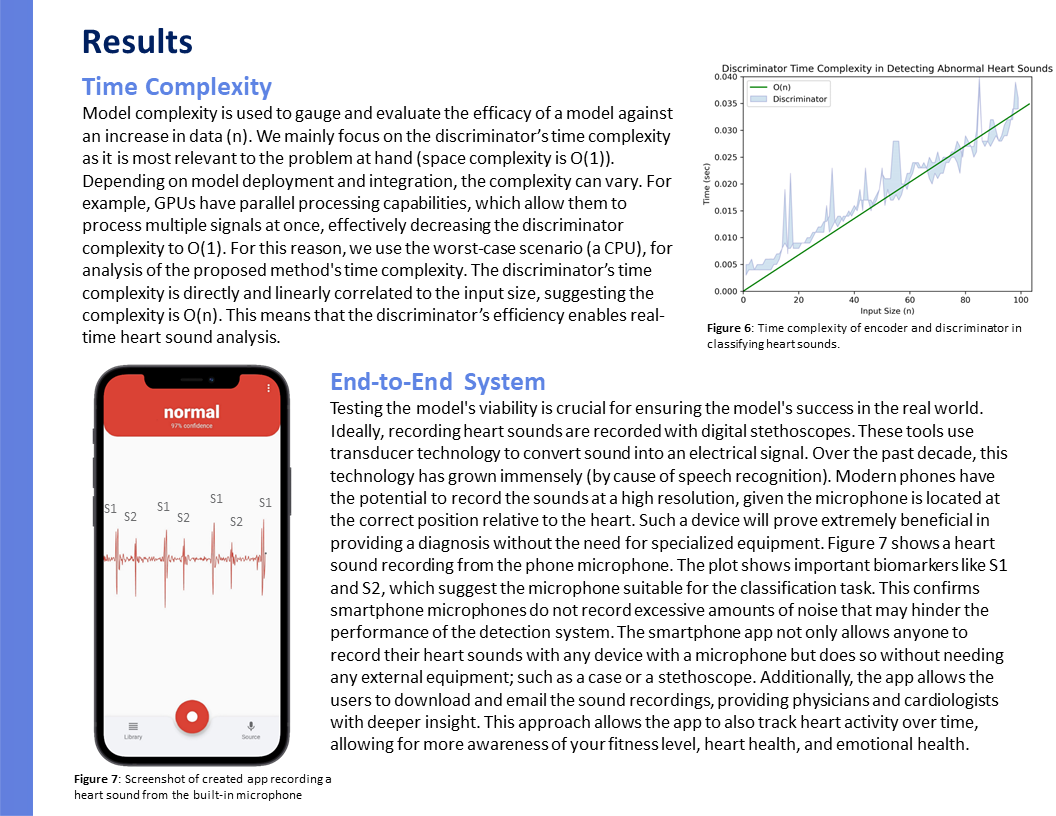 Results
Time Complexity
Model complexity is used to gauge and evaluate the efficacy of a model against
an increase in data (n). We mainly focus on the discriminator's time complexity
as it is most relevant to the problem at hand (space complexity is O(1)).
Depending on model deployment and integration, the complexity can vary. For
example, GPUs have parallel processing capabilities, which allow them to
process multiple signals at once, effectively decreasing the discriminator
complexity to O(1). For this reason, we use the worst-case scenario (a CPU), for
analysis of the proposed method's time complexity. The discriminator's time
complexity is directly and linearly correlated to the input size, suggesting the
complexity is O(n). This means that the discriminator's efficiency enables real-
time heart sound analysis.
Discriminator Time Complexity in Detecting Abnormal Heart Sounds
O(n)
Discriminator
0.040
0.035
0.030
0.025
0.020
0.015
0.010
0.005
0.000
Time (sec)
0 20 40 60 80 100
Input Size (n)
Figure 6: Time complexity of encoder and discriminator in
classifying heart sounds.
normal
97% confidence
S1 S2 S1 S2 S1 S2 S1
Library Source
Figure 7: Screenshot of created app recording a
heart sound from the built-in microphone
End-to-End System
Testing the model's viability is crucial for ensuring the model's success in the real world.
Ideally, recording heart sounds are recorded with digital stethoscopes. These tools use
transducer technology to convert sound into an electrical signal. Over the past decade, this
technology has grown immensely (by cause of speech recognition). Modern phones have
the potential to record the sounds at a high resolution, given the microphone is located at
the correct position relative to the heart. Such a device will prove extremely beneficial in
providing a diagnosis without the need for specialized equipment. Figure 7 shows a heart
sound recording from the phone microphone. The plot shows important biomarkers like S1
and S2, which suggest the microphone suitable for the classification task. This confirms
smartphone microphones do not record excessive amounts of noise that may hinder the
performance of the detection system. The smartphone app not only allows anyone to
record their heart sounds with any device with a microphone but does so without needing
any external equipment; such as a case or a stethoscope. Additionally, the app allows the
users to download and email the sound recordings, providing physicians and cardiologists
with deeper insight. This approach allows the app to also track heart activity over time,
allowing for more awareness of your fitness level, heart health, and emotional health.